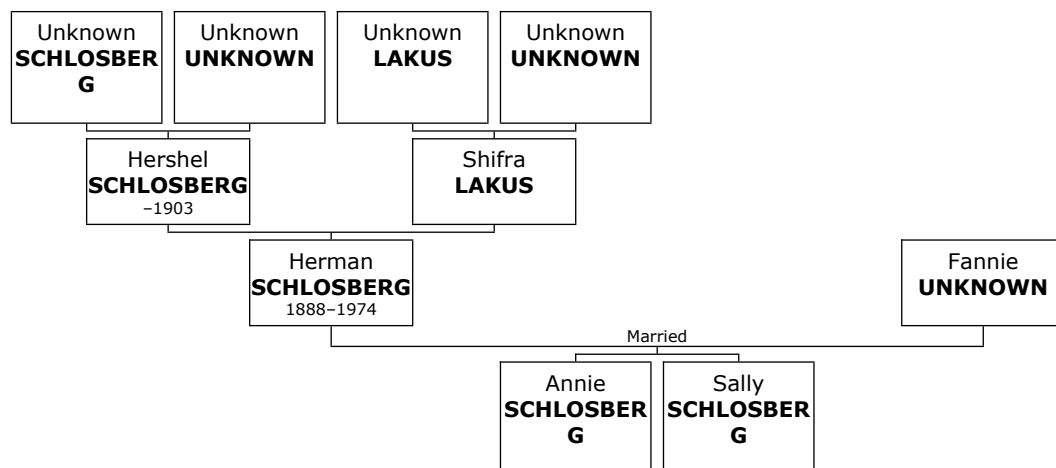 Unknown
SCHLOSBER
G
Unknown
UNKNOWN
Unknown
LAKUS
Unknown
UNKNOWN
Hershel
SCHLOSBERG
–1903
Shifra
LAKUS
Herman
SCHLOSBERG
1888–1974
Fannie
UNKNOWN
Married
Annie
SCHLOSBER
G
Sally
SCHLOSBER
G